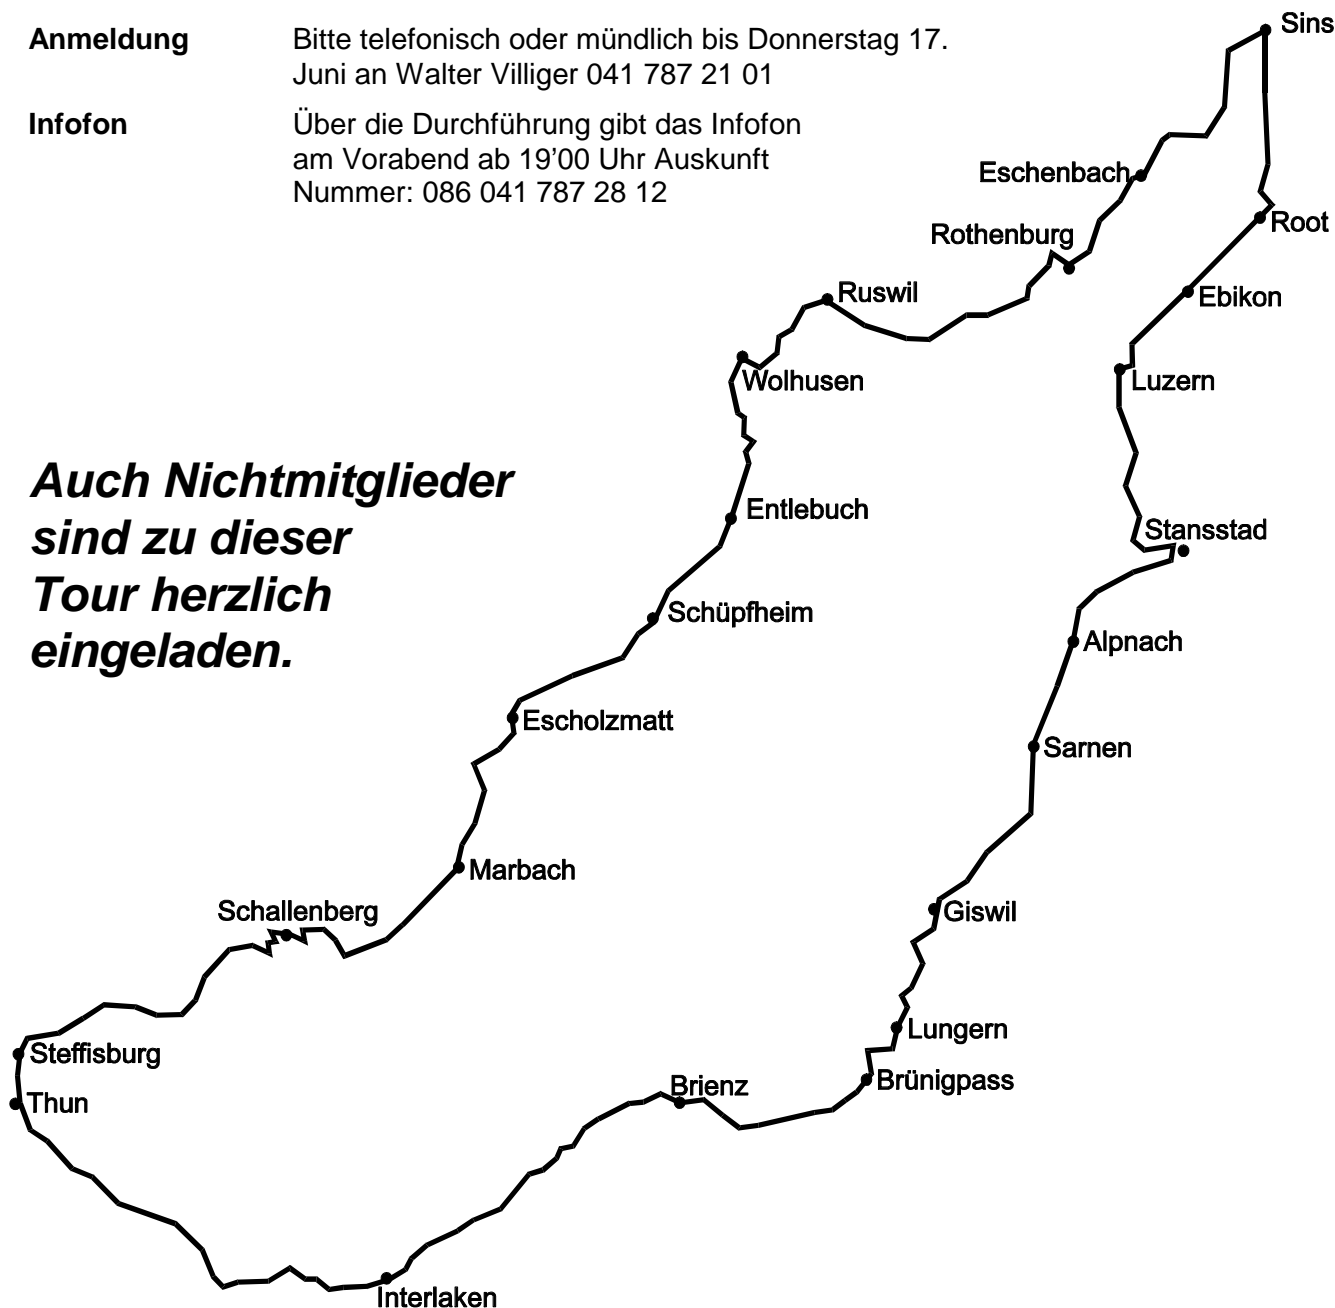 Anmeldung Bitte telefonisch oder mündlich bis Donnerstag 17.
Juni an Walter Villiger 041 787 21 01
Infofon Über die Durchführung gibt das Infofon
am Vorabend ab 19’00 Uhr Auskunft
Nummer: 086 041 787 28 12
Auch Nichtmitglieder
sind zu dieser
Tour herzlich
eingeladen.
Sins
Eschenbach
Root
Rothenburg
Ruswil
Ebikon
Wolhusen
Luzern
Entlebuch
Stansstad
Schüpfheim
Alpnach
Escholzmatt
Sarnen
Marbach
Schallenberg
Giswil
Lungern
Steffisburg
Brünigpass
Brienz
Thun
Interlaken